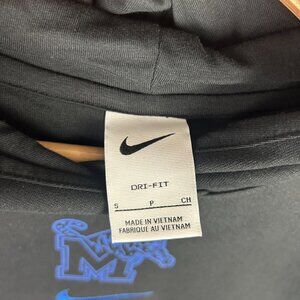 DRI-FIT
S P CH
MADE IN VIETNAM
FABRIQUÉ AU VIETNAM
M